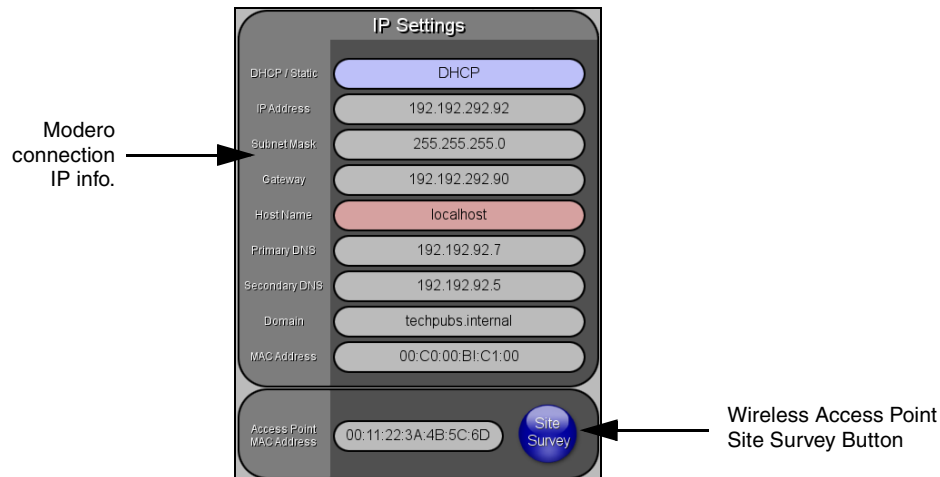 IP Settings
DHCP / Static
DHCP
IP Address
192.192.292.92
Subnet Mask
255.255.255.0
Gateway
192.192.292.90
Host Name
localhost
Primary DNS
192.192.92.7
Secondary DNS
192.192.92.5
Domain
techpubs.internal
MAC Address
00:C0:00:BI:C1:00
Access Point
MAC Address
00:11:22:3A:4B:5C:6D
Site
Survey
Modero
connection
IP info.
Wireless Access Point
Site Survey Button